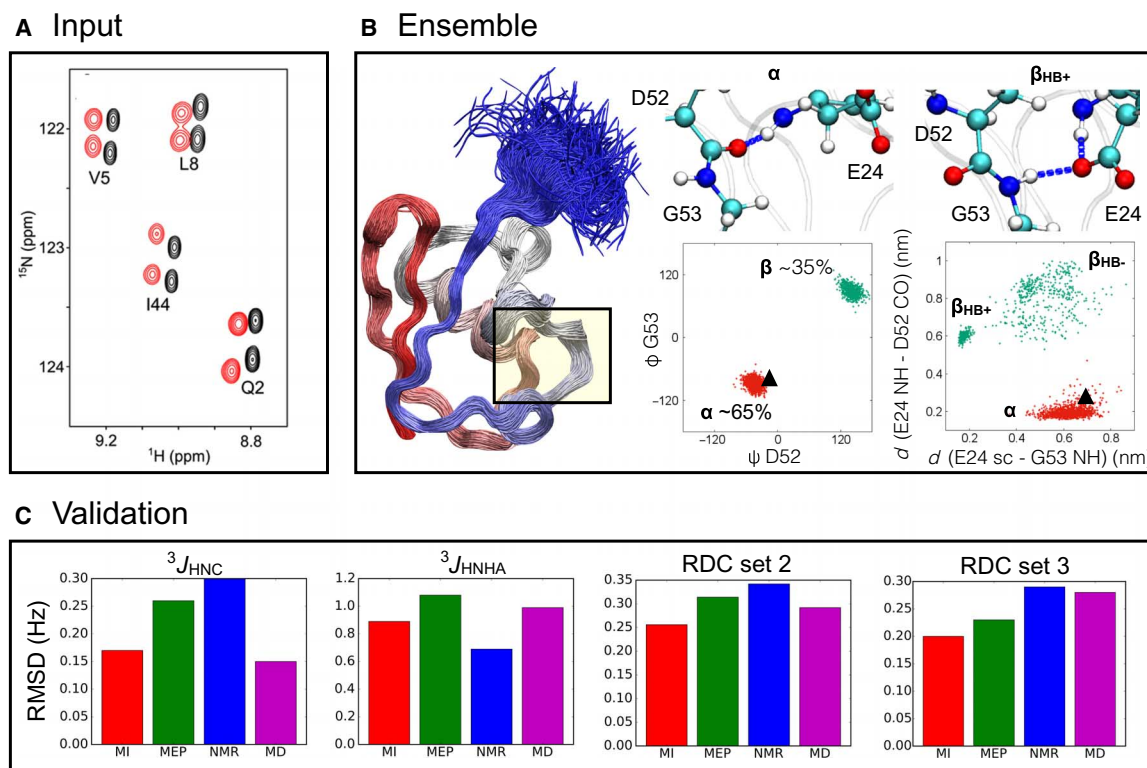 A Input
122
123
124
15N (ppm)
V5
L8
I44
Q2
9.2
8.8
1H (ppm)
B Ensemble
α
D52
E24
G53
βHB+
D52
G53
E24
β ~35%
α ~65%
120
0
−120
ϕ G53
−120
0
120
ψ D52
βHB-
βHB+
α
1.0
0.8
0.6
0.4
0.2
d (E24 NH - D52 CO) (nm)
0.2
0.4
0.6
0.8
d (E24 sc - G53 NH) (nm)
C Validation
RMSD (Hz)
3JHNC
0.30
0.25
0.20
0.15
0.10
0.05
0.00
MI MEP NMR MD
3JHNHA
1.2
1.0
0.8
0.6
0.4
0.2
0.0
MI MEP NMR MD
RDC set 2
0.35
0.30
0.25
0.20
0.15
0.10
0.05
0.00
MI MEP NMR MD
RDC set 3
0.30
0.25
0.20
0.15
0.10
0.05
0.00
MI MEP NMR MD